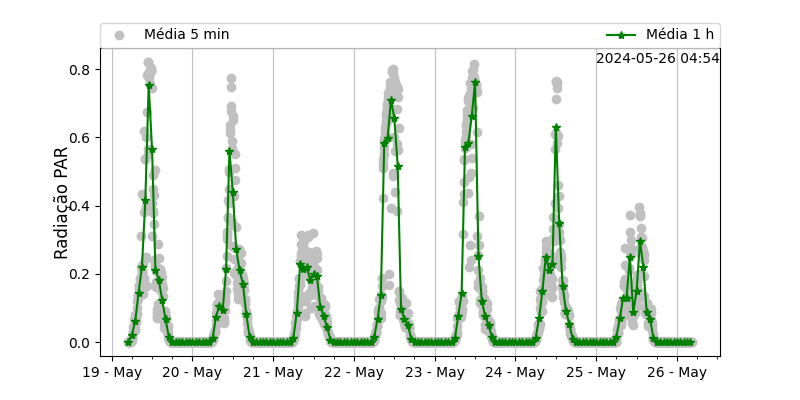 Média 5 min
Média 1 h
2024-05-26 04:54
Radiação PAR
0.8
0.6
0.4
0.2
0.0
19 - May
20 - May
21 - May
22 - May
23 - May
24 - May
25 - May
26 - May